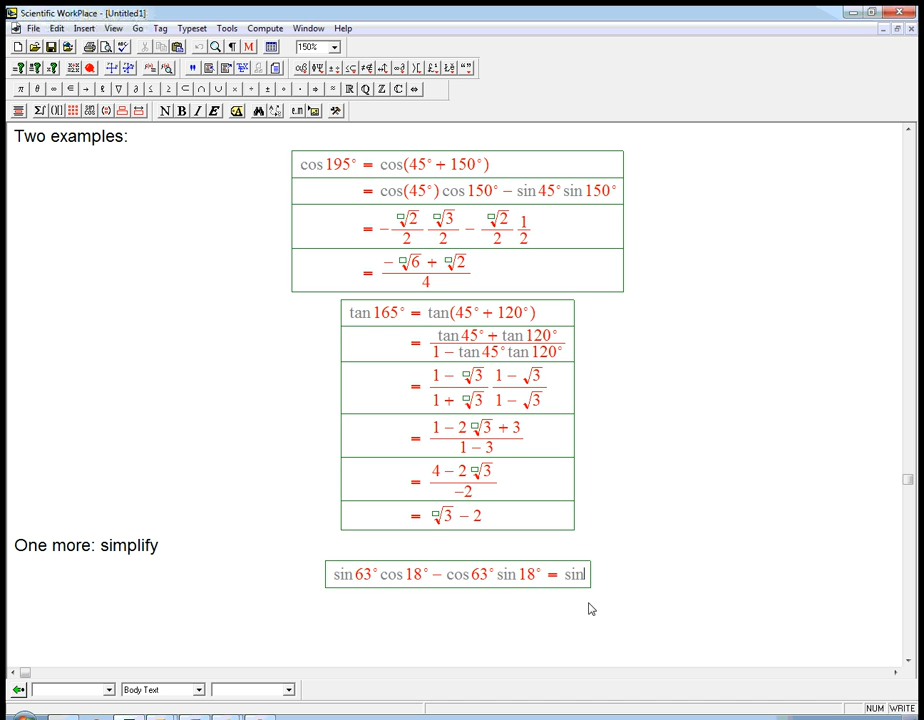 Scientific WorkPlace - [Untitled1]
File Edit Insert View Go Tag Typeset Tools Compute Window Help
150%
Two examples:
cos 195° = cos(45° + 150°)
= cos(45°) cos 150° − sin 45° sin 150°
= −√2/2 √3/2 − √2/2 1/2
= (−√6 + √2)/4
tan 165° = tan(45° + 120°)
= (tan 45° + tan 120°)/(1 − tan 45° tan 120°)
= (1 − √3)/(1 + √3) (1 − √3)/(1 − √3)
= (1 − 2√3 + 3)/(1 − 3)
= (4 − 2√3)/−2
= √3 − 2
One more: simplify
sin 63° cos 18° − cos 63° sin 18° = sin
Body Text
NUM WRITE